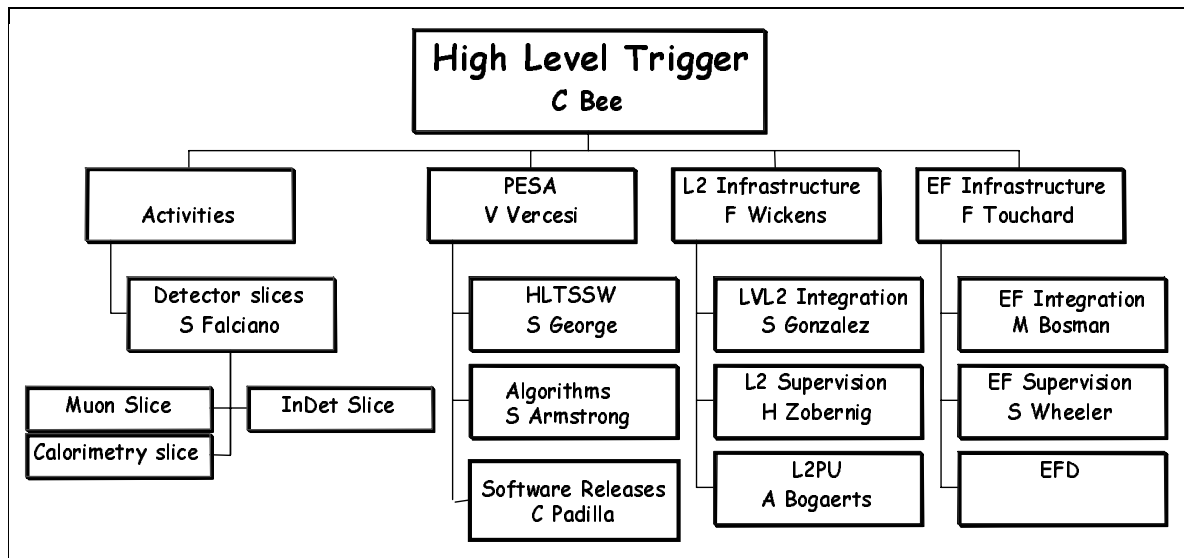 High Level Trigger
C Bee
Activities
PESA
V Vercesi
L2 Infrastructure
F Wickens
EF Infrastructure
F Touchard
Detector slices
S Falciano
Muon Slice
InDet Slice
Calorimetry slice
HLTSSW
S George
Algorithms
S Armstrong
Software Releases
C Padilla
LVL2 Integration
S Gonzalez
L2 Supervision
H Zobernig
L2PU
A Bogaerts
EF Integration
M Bosman
EF Supervision
S Wheeler
EFD